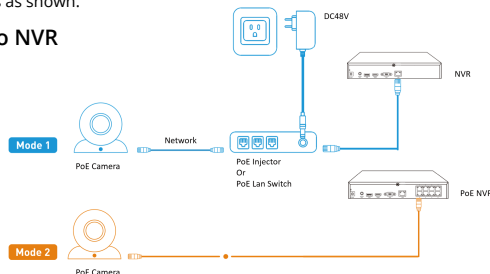 s as shown.
o NVR
DC48V
NVR
Mode 1
Network
PoE Camera
PoE Injector
Or
PoE Lan Switch
PoE NVR
Mode 2
PoE Camera